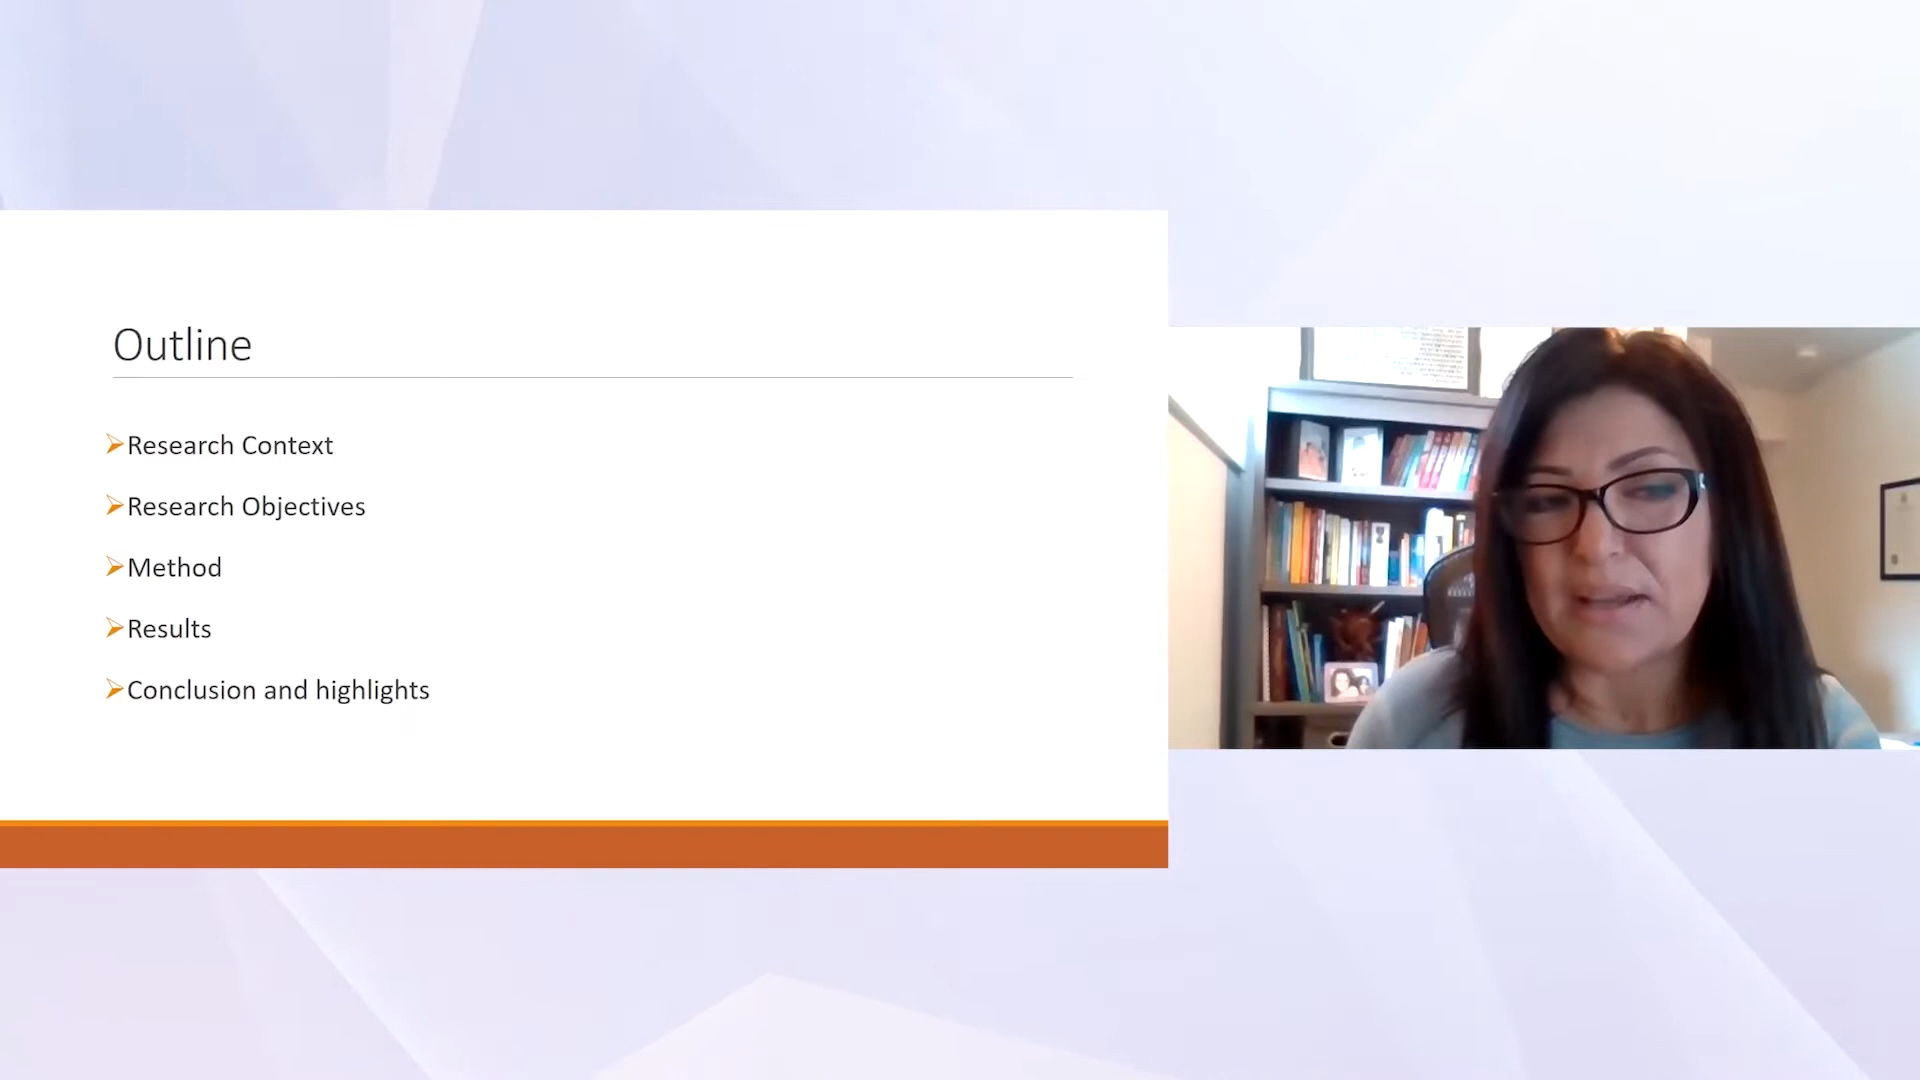 Outline
Research Context
Research Objectives
Method
Results
Conclusion and highlights